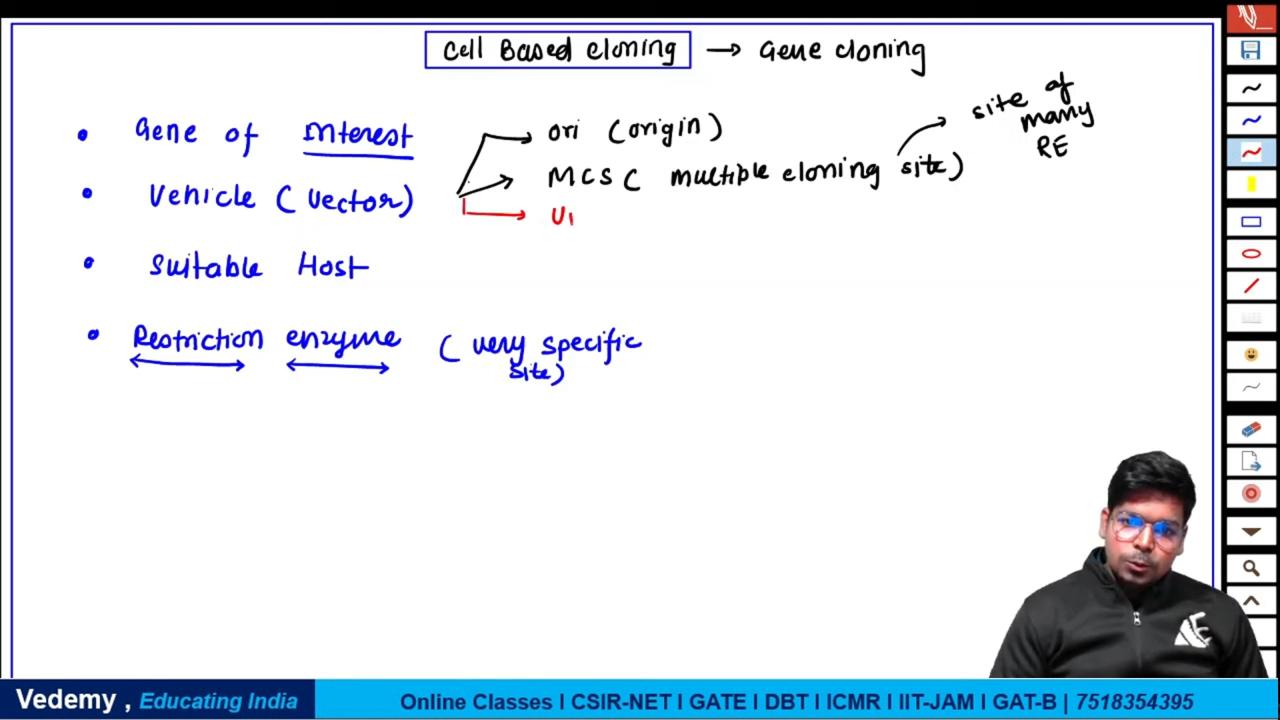 Cell Based cloning → Gene cloning
• Gene of Interest
ori (origin)
site of many RE
MCS ( multiple cloning site)
• Vehicle (vector)
• Suitable Host
• Restriction enzyme ( very specific site)
Vedemy , Educating India
Online Classes I CSIR-NET I GATE I DBT I ICMR I IIT-JAM I GAT-B | 7518354395